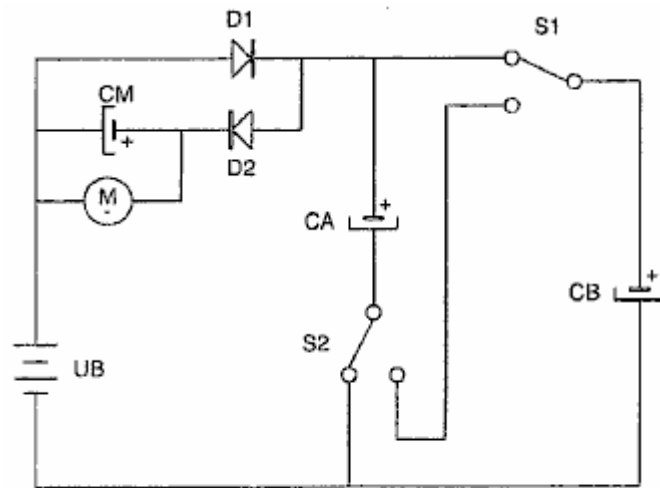 D1
S1
CM
+
D2
M
-
CA
+
S2
CB
+
UB